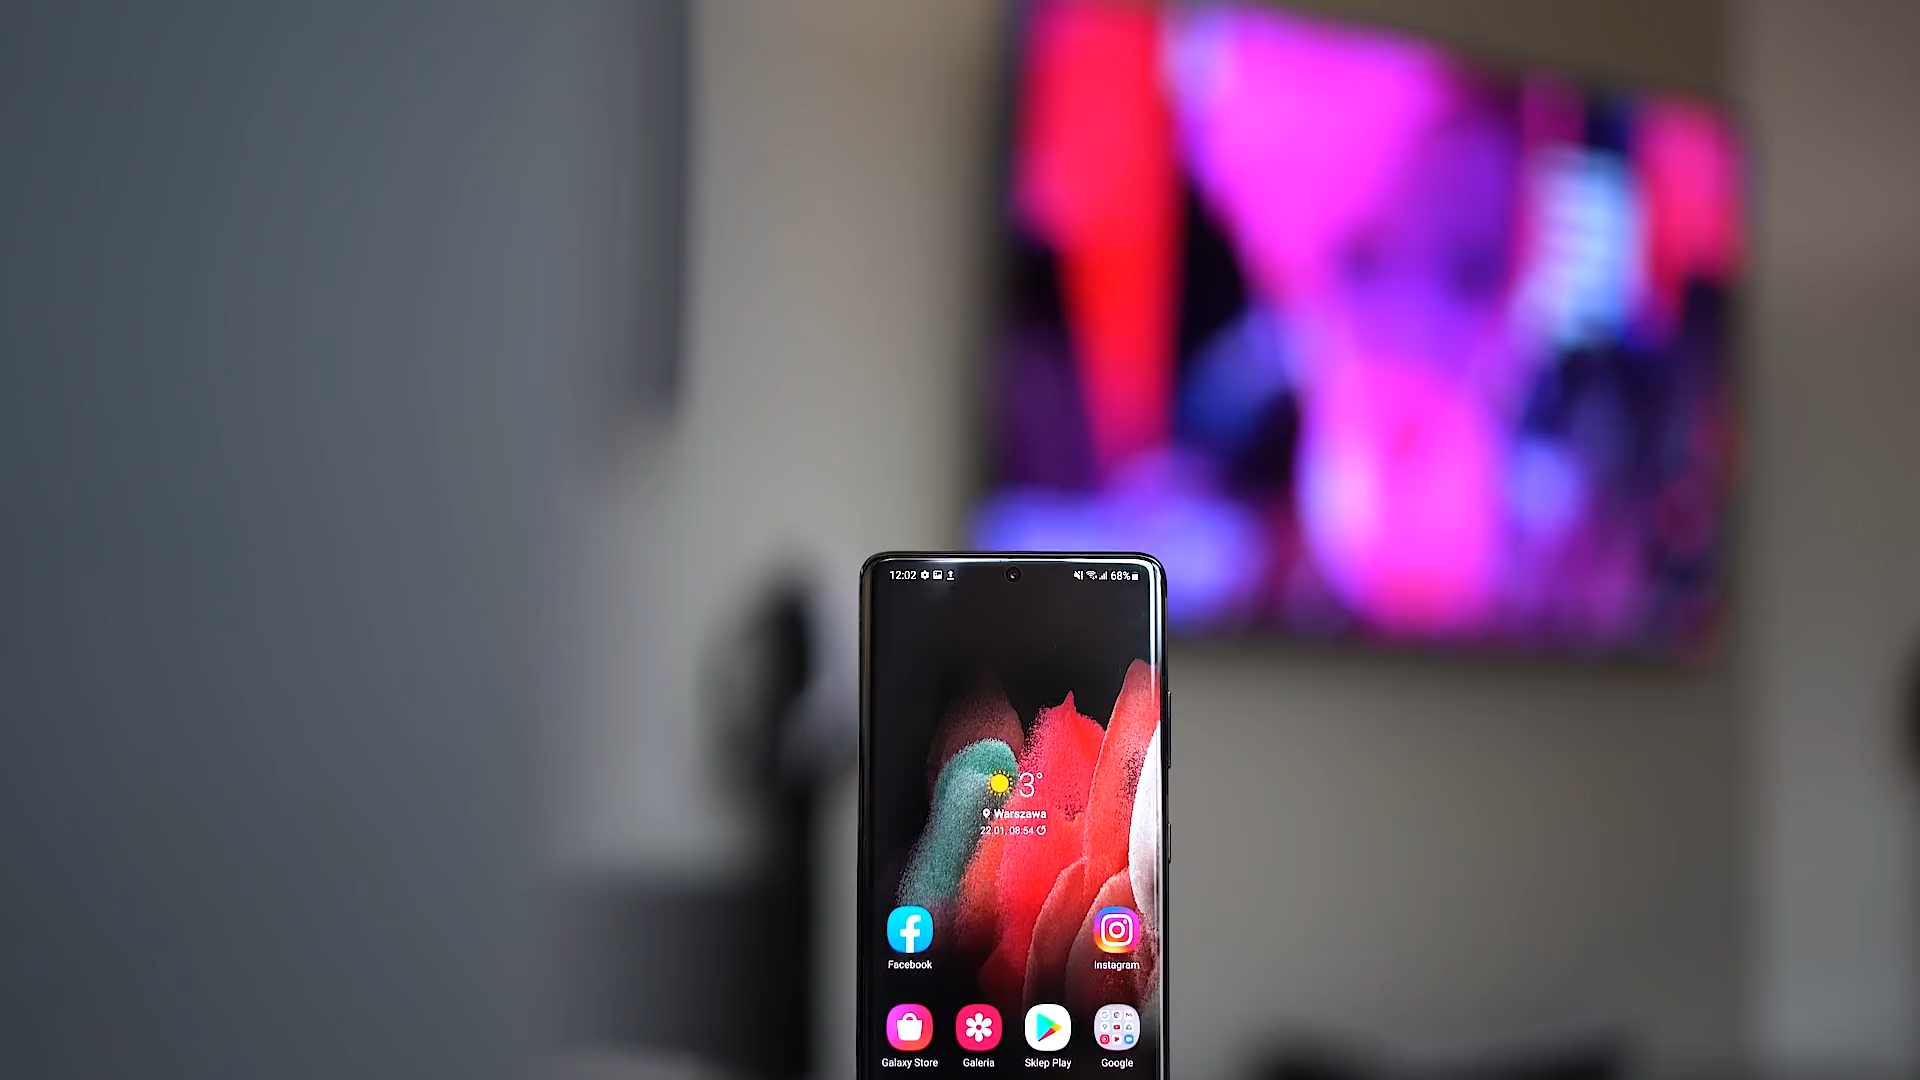 12:02 68%
3°
Warszawa
22.01, 08:54
Facebook Instagram
Galaxy Store Galeria Sklep Play Google